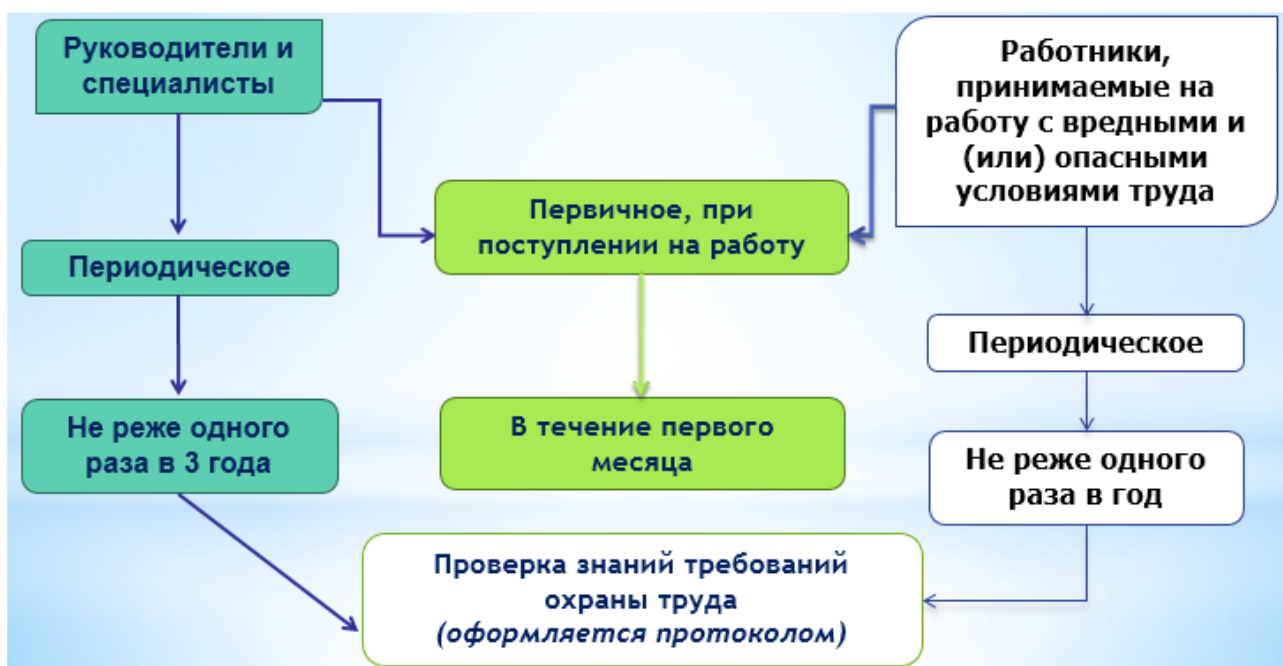 Руководители и
специалисты
Работники,
принимаемые на
работу с вредными и
(или) опасными
условиями труда
Первичное, при
поступлении на работу
Периодическое
Периодическое
Не реже одного
раза в 3 года
В течение первого
месяца
Не реже одного
раза в год
Проверка знаний требований
охраны труда
(оформляется протоколом)